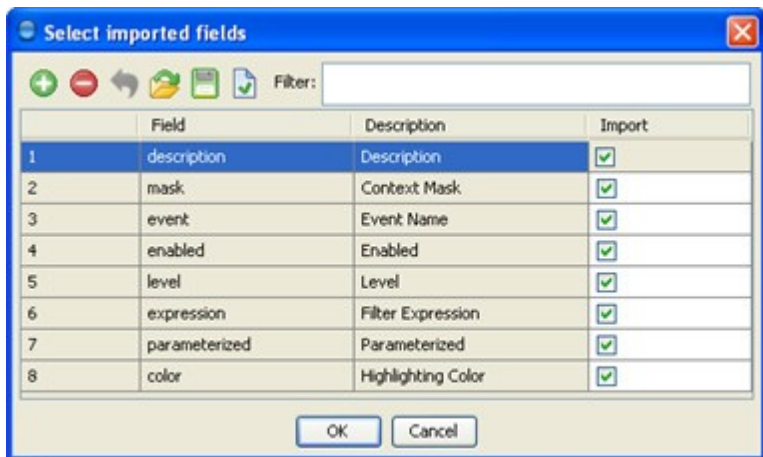 Select imported fields
Filter:
Field Description Import
1 description Description
2 mask Context Mask
3 event Event Name
4 enabled Enabled
5 level Level
6 expression Filter Expression
7 parameterized Parameterized
8 color Highlighting Color
OK Cancel